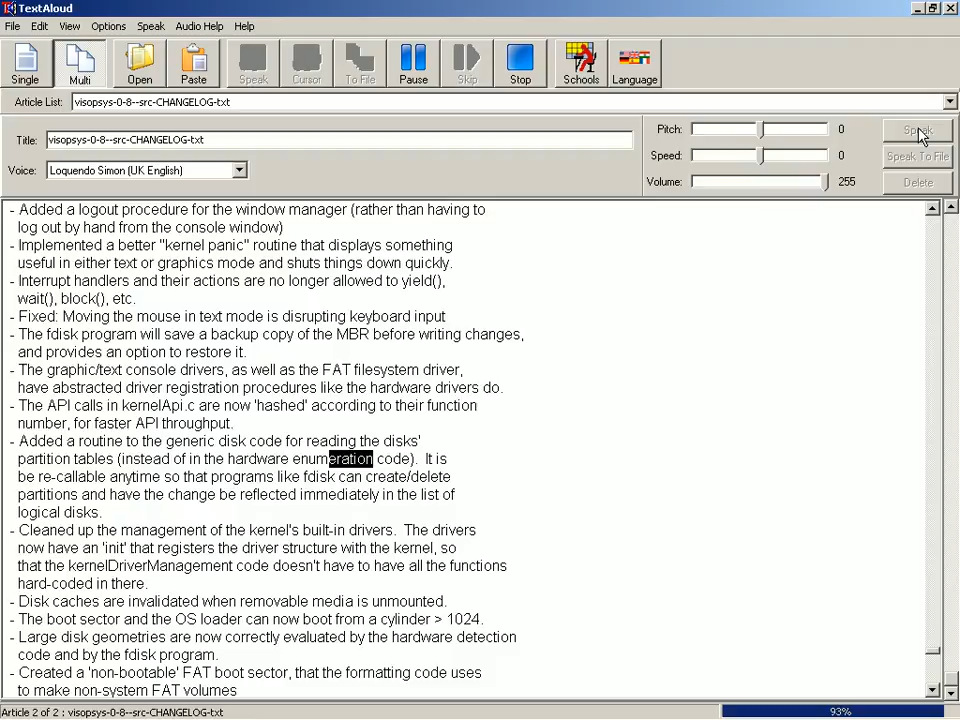 TextAloud
File Edit View Options Speak Audio Help Help
Single Multi Open Paste Speak Cursor To File Pause Skip Stop Schools Language
Article List: visopsys-0-8--src-CHANGELOG-txt
Title: visopsys-0-8--src-CHANGELOG-txt
Voice: Loquendo Simon (UK English)
Pitch: 0 Speak
Speed: 0 Speak To File
Volume: 255 Delete
- Added a logout procedure for the window manager (rather than having to
log out by hand from the console window)
- Implemented a better "kernel panic" routine that displays something
useful in either text or graphics mode and shuts things down quickly.
- Interrupt handlers and their actions are no longer allowed to yield(),
wait(), block(), etc.
- Fixed: Moving the mouse in text mode is disrupting keyboard input
- The fdisk program will save a backup copy of the MBR before writing changes,
and provides an option to restore it.
- The graphic/text console drivers, as well as the FAT filesystem driver,
have abstracted driver registration procedures like the hardware drivers do.
- The API calls in kernelApi.c are now 'hashed' according to their function
number, for faster API throughput.
- Added a routine to the generic disk code for reading the disks'
partition tables (instead of in the hardware enumeration code).  It is
be re-callable anytime so that programs like fdisk can create/delete
partitions and have the change be reflected immediately in the list of
logical disks.
- Cleaned up the management of the kernel's built-in drivers.  The drivers
now have an 'init' that registers the driver structure with the kernel, so
that the kernelDriverManagement code doesn't have to have all the functions
hard-coded in there.
- Disk caches are invalidated when removable media is unmounted.
- The boot sector and the OS loader can now boot from a cylinder > 1024.
- Large disk geometries are now correctly evaluated by the hardware detection
code and by the fdisk program.
- Created a 'non-bootable' FAT boot sector, that the formatting code uses
to make non-system FAT volumes
Article 2 of 2 : visopsys-0-8--src-CHANGELOG-txt 93%